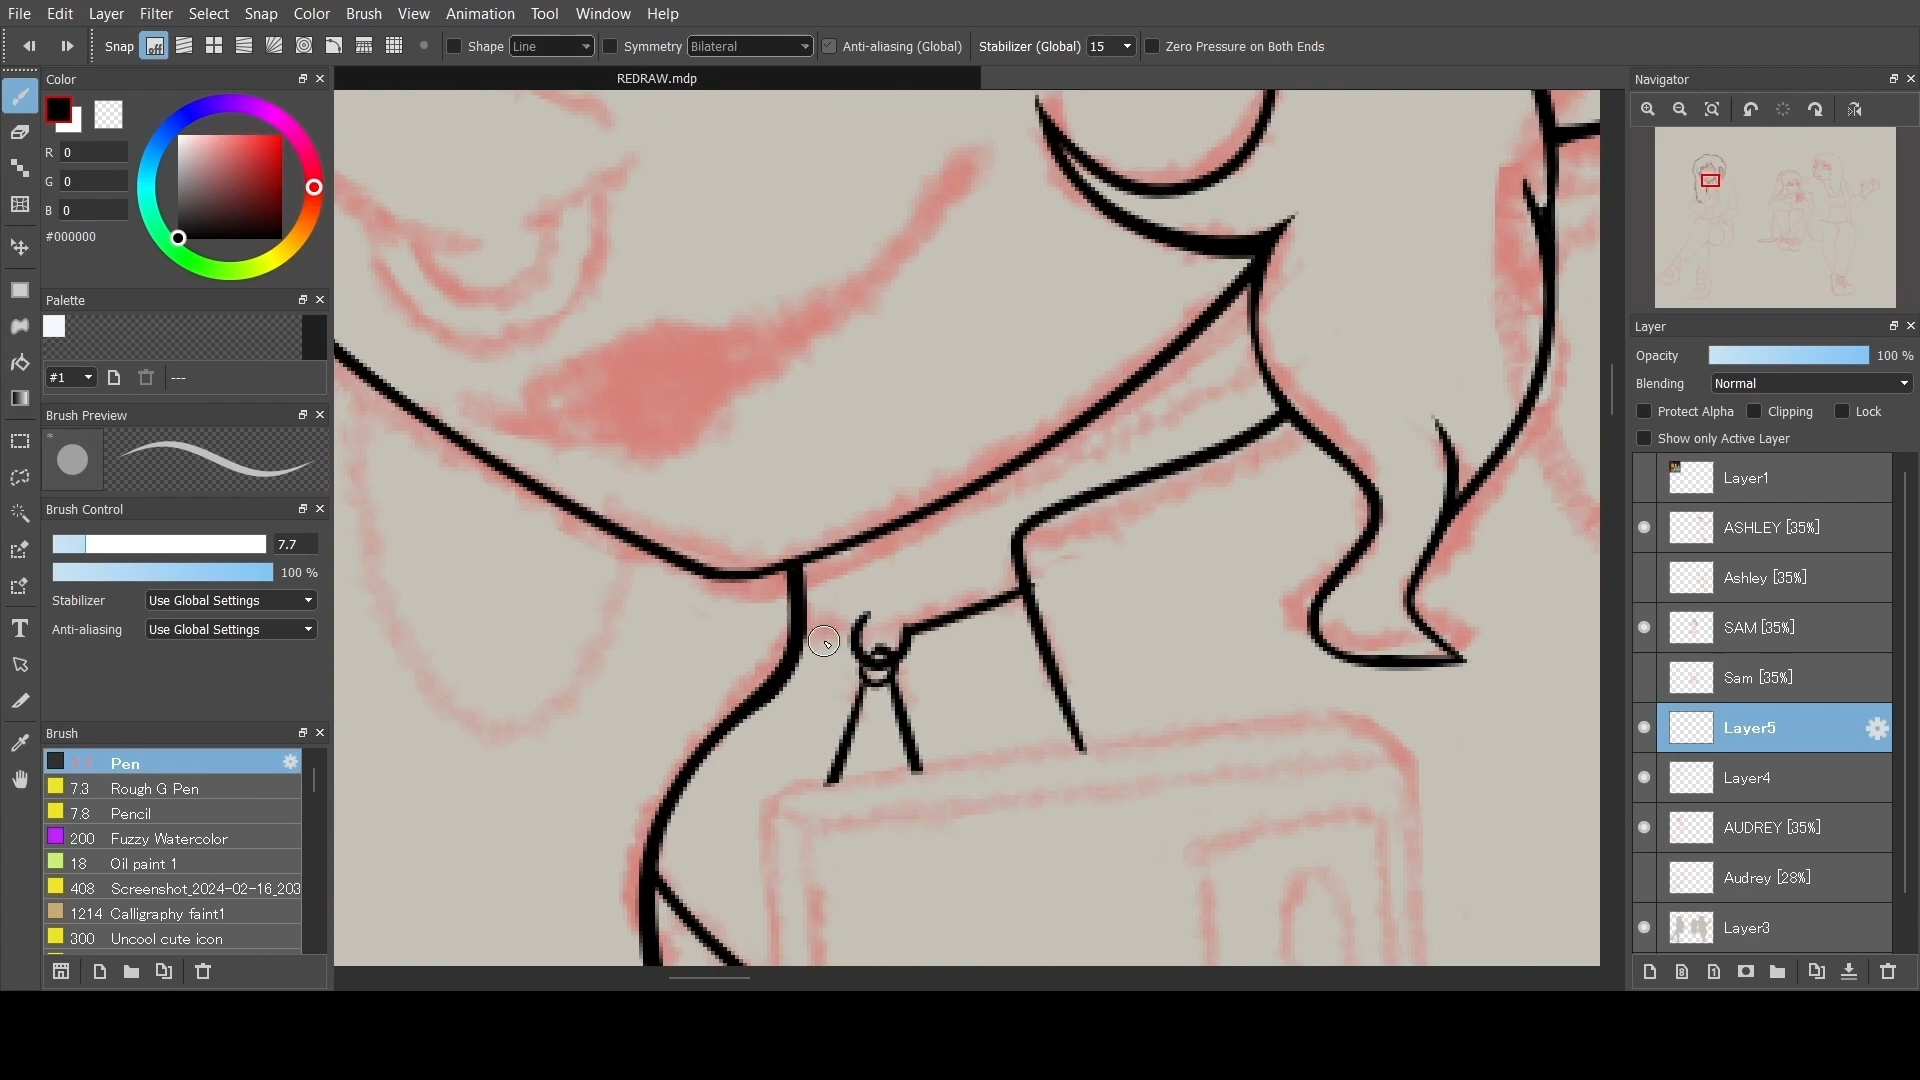 File Edit Layer Filter Select Snap Color Brush View Animation Tool Window Help
Snap off Shape Line Symmetry Bilateral Anti-aliasing (Global) Stabilizer (Global) 15 Zero Pressure on Both Ends
Color
REDRAW.mdp
R 0
G 0
B 0
#000000
Palette
#1 ---
Brush Preview
*
Brush Control
7.7
100 %
Stabilizer Use Global Settings
Anti-aliasing Use Global Settings
Brush
Pen
7.3 Rough G Pen
7.8 Pencil
200 Fuzzy Watercolor
18 Oil paint 1
408 Screenshot_2024-02-16_203
1214 Calligraphy faint1
300 Uncool cute icon
T
Navigator
Layer
Opacity 100 %
Blending Normal
Protect Alpha Clipping Lock
Show only Active Layer
Layer1
ASHLEY [35%]
Ashley [35%]
SAM [35%]
Sam [35%]
Layer5
Layer4
AUDREY [35%]
Audrey [28%]
Layer3